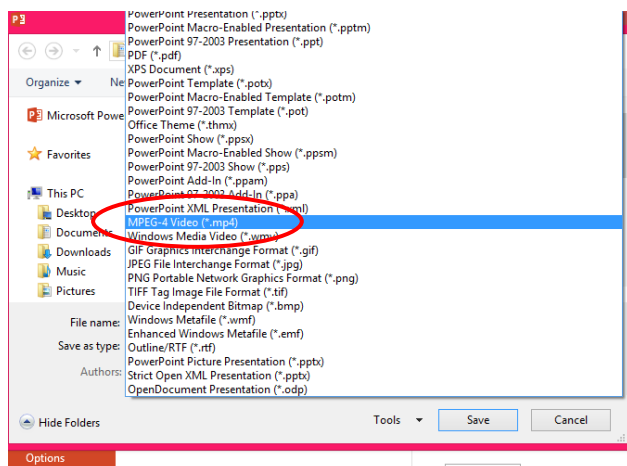 PowerPoint Presentation (*.pptx)
PowerPoint Macro-Enabled Presentation (*.pptm)
PowerPoint 97-2003 Presentation (*.ppt)
PDF (*.pdf)
XPS Document (*.xps)
Organize
Ne
PowerPoint Template (*.potx)
PowerPoint Macro-Enabled Template (*.potm)
PowerPoint 97-2003 Template (*.pot)
Microsoft Powe
Office Theme (*.thmx)
PowerPoint Show (*.ppsx)
PowerPoint Macro-Enabled Show (*.ppsm)
Favorites
PowerPoint 97-2003 Show (*.pps)
PowerPoint Add-In (*.ppam)
This PC
PowerPoint 97-2003 Add-In (*.ppa)
Desktop
PowerPoint XML Presentation (*.xml)
MPEG-4 Video (*.mp4)
Documents
Windows Media Video (*.wmv)
Downloads
GIF Graphics Interchange Format (*.gif)
JPEG File Interchange Format (*.jpg)
Music
PNG Portable Network Graphics Format (*.png)
Pictures
TIFF Tag Image File Format (*.tif)
Device Independent Bitmap (*.bmp)
File name:
Windows Metafile (*.wmf)
Enhanced Windows Metafile (*.emf)
Save as type:
Outline/RTF (*.rtf)
PowerPoint Picture Presentation (*.pptx)
Authors:
Strict Open XML Presentation (*.pptx)
OpenDocument Presentation (*.odp)
Hide Folders
Tools
Save
Cancel
Options